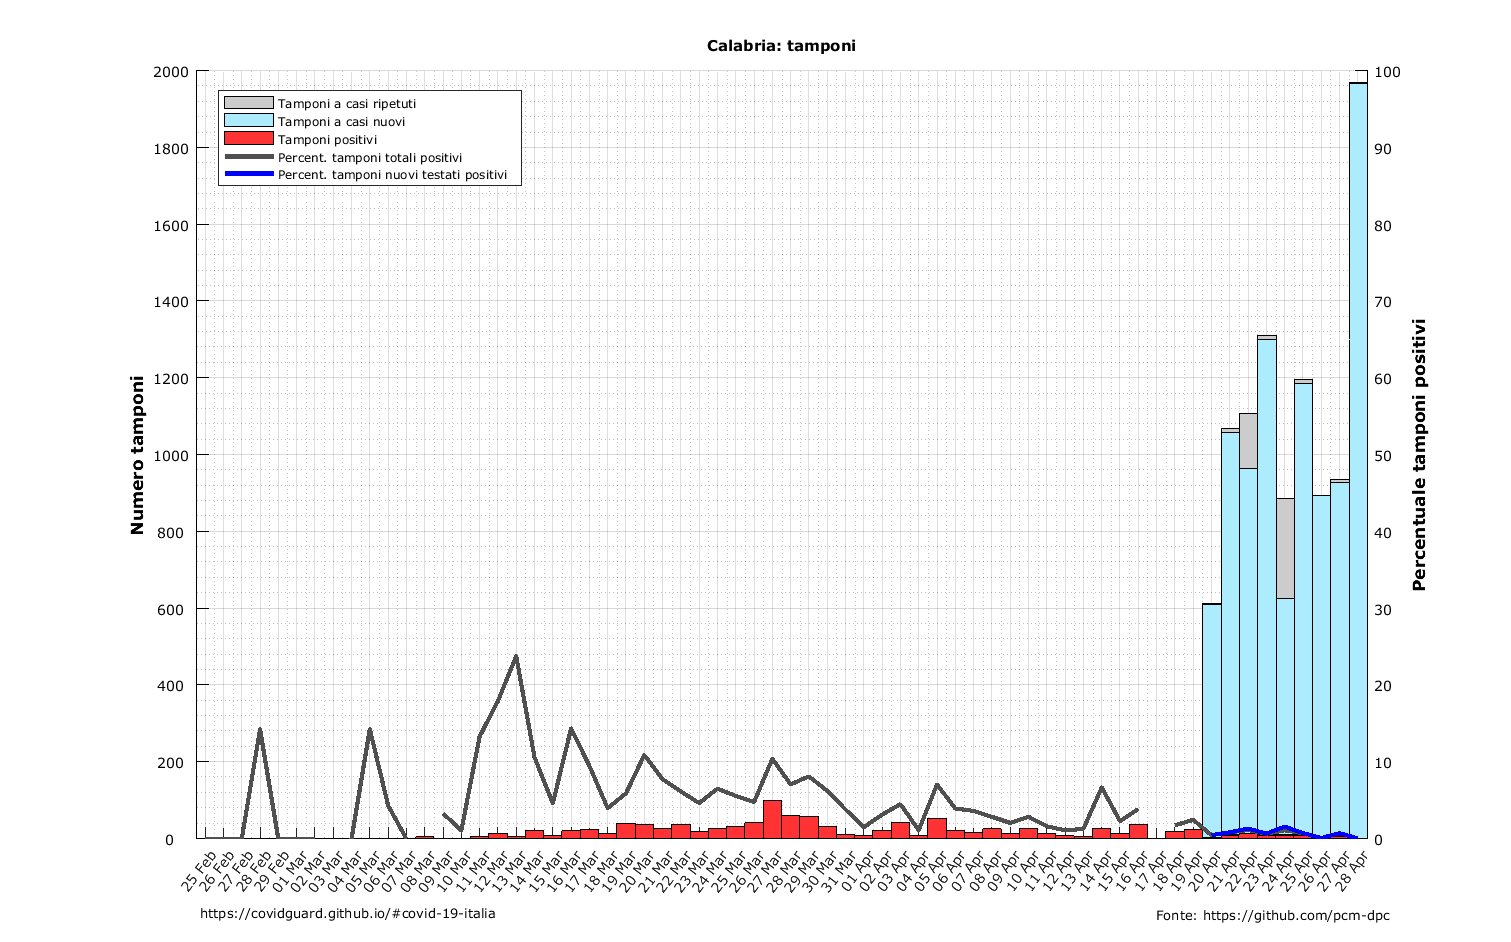 Calabria: tamponi
Tamponi a casi ripetuti
Tamponi a casi nuovi
Tamponi positivi
Percent. tamponi totali positivi
Percent. tamponi nuovi testati positivi
Numero tamponi
2000
1800
1600
1400
1200
1000
800
600
400
200
0
Percentuale tamponi positivi
100
90
80
70
60
50
40
30
20
10
0
25 Feb
26 Feb
27 Feb
28 Feb
29 Feb
01 Mar
02 Mar
03 Mar
04 Mar
05 Mar
06 Mar
07 Mar
08 Mar
09 Mar
10 Mar
11 Mar
12 Mar
13 Mar
14 Mar
15 Mar
16 Mar
17 Mar
18 Mar
19 Mar
20 Mar
21 Mar
22 Mar
23 Mar
24 Mar
25 Mar
26 Mar
27 Mar
28 Mar
29 Mar
30 Mar
31 Mar
01 Apr
02 Apr
03 Apr
04 Apr
05 Apr
06 Apr
07 Apr
08 Apr
09 Apr
10 Apr
11 Apr
12 Apr
13 Apr
14 Apr
15 Apr
16 Apr
17 Apr
18 Apr
19 Apr
20 Apr
21 Apr
22 Apr
23 Apr
24 Apr
25 Apr
26 Apr
27 Apr
28 Apr
https://covidguard.github.io/#covid-19-italia
Fonte: https://github.com/pcm-dpc